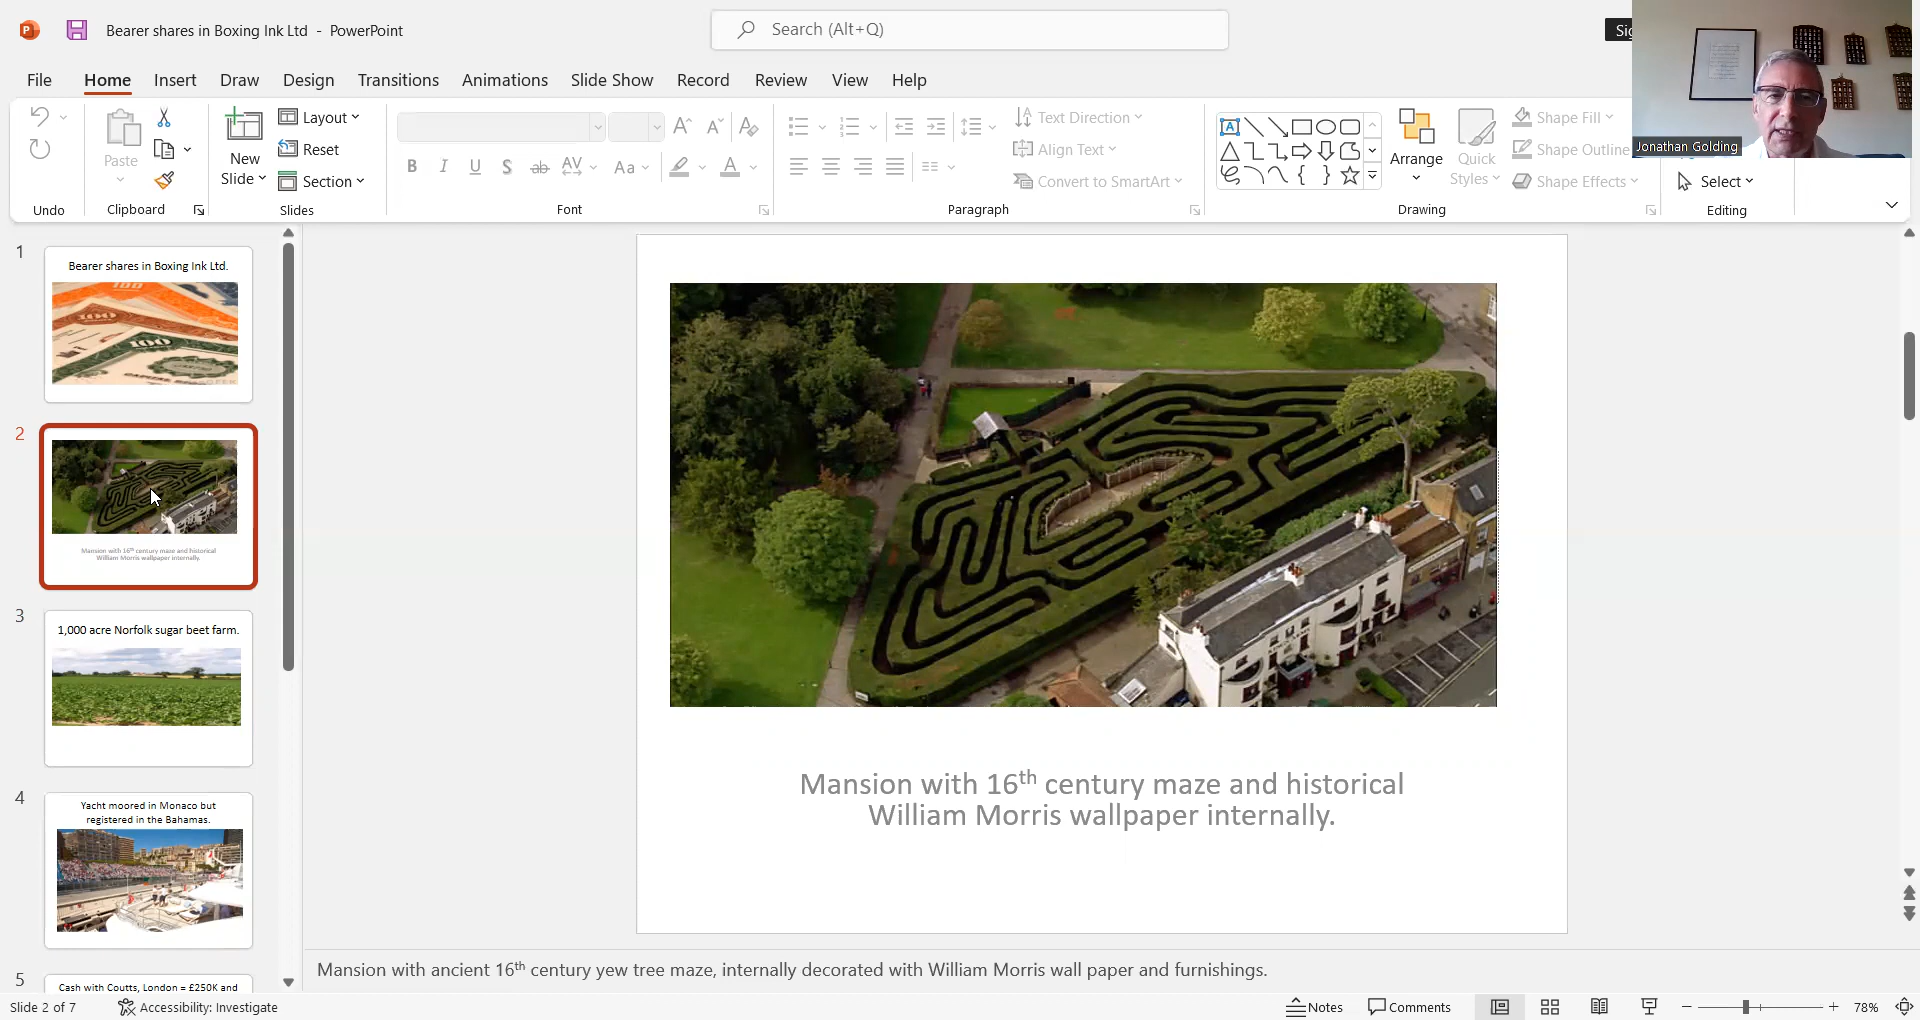 Bearer shares in Boxing Ink Ltd - PowerPoint
Search (Alt+Q)
Jonathan Golding
File Home Insert Draw Design Slide Show Transitions Animations Slide Show Record Review View Help
Paste
New Slide
Layout
Reset
Section
Text Direction
Align Text
Convert to SmartArt
Arrange
Quick Styles
Shape Fill
Shape Outline
Shape Effects
Select
Undo Clipboard Slides Font Paragraph Drawing Editing
1
Bearer shares in Boxing Ink Ltd.
2
Mansion with 16th century maze and historical
William Morris wallpaper internally.
3
1,000 acre Norfolk sugar beet farm.
4
Yacht moored in Monaco but
registered in the Bahamas.
5
Cash with Coutts, London = £250K and
Mansion with 16th century maze and historical
William Morris wallpaper internally.
Mansion with ancient 16th century yew tree maze, internally decorated with William Morris wall paper and furnishings.
Slide 2 of 7 Accessibility: Investigate Notes Comments 78%